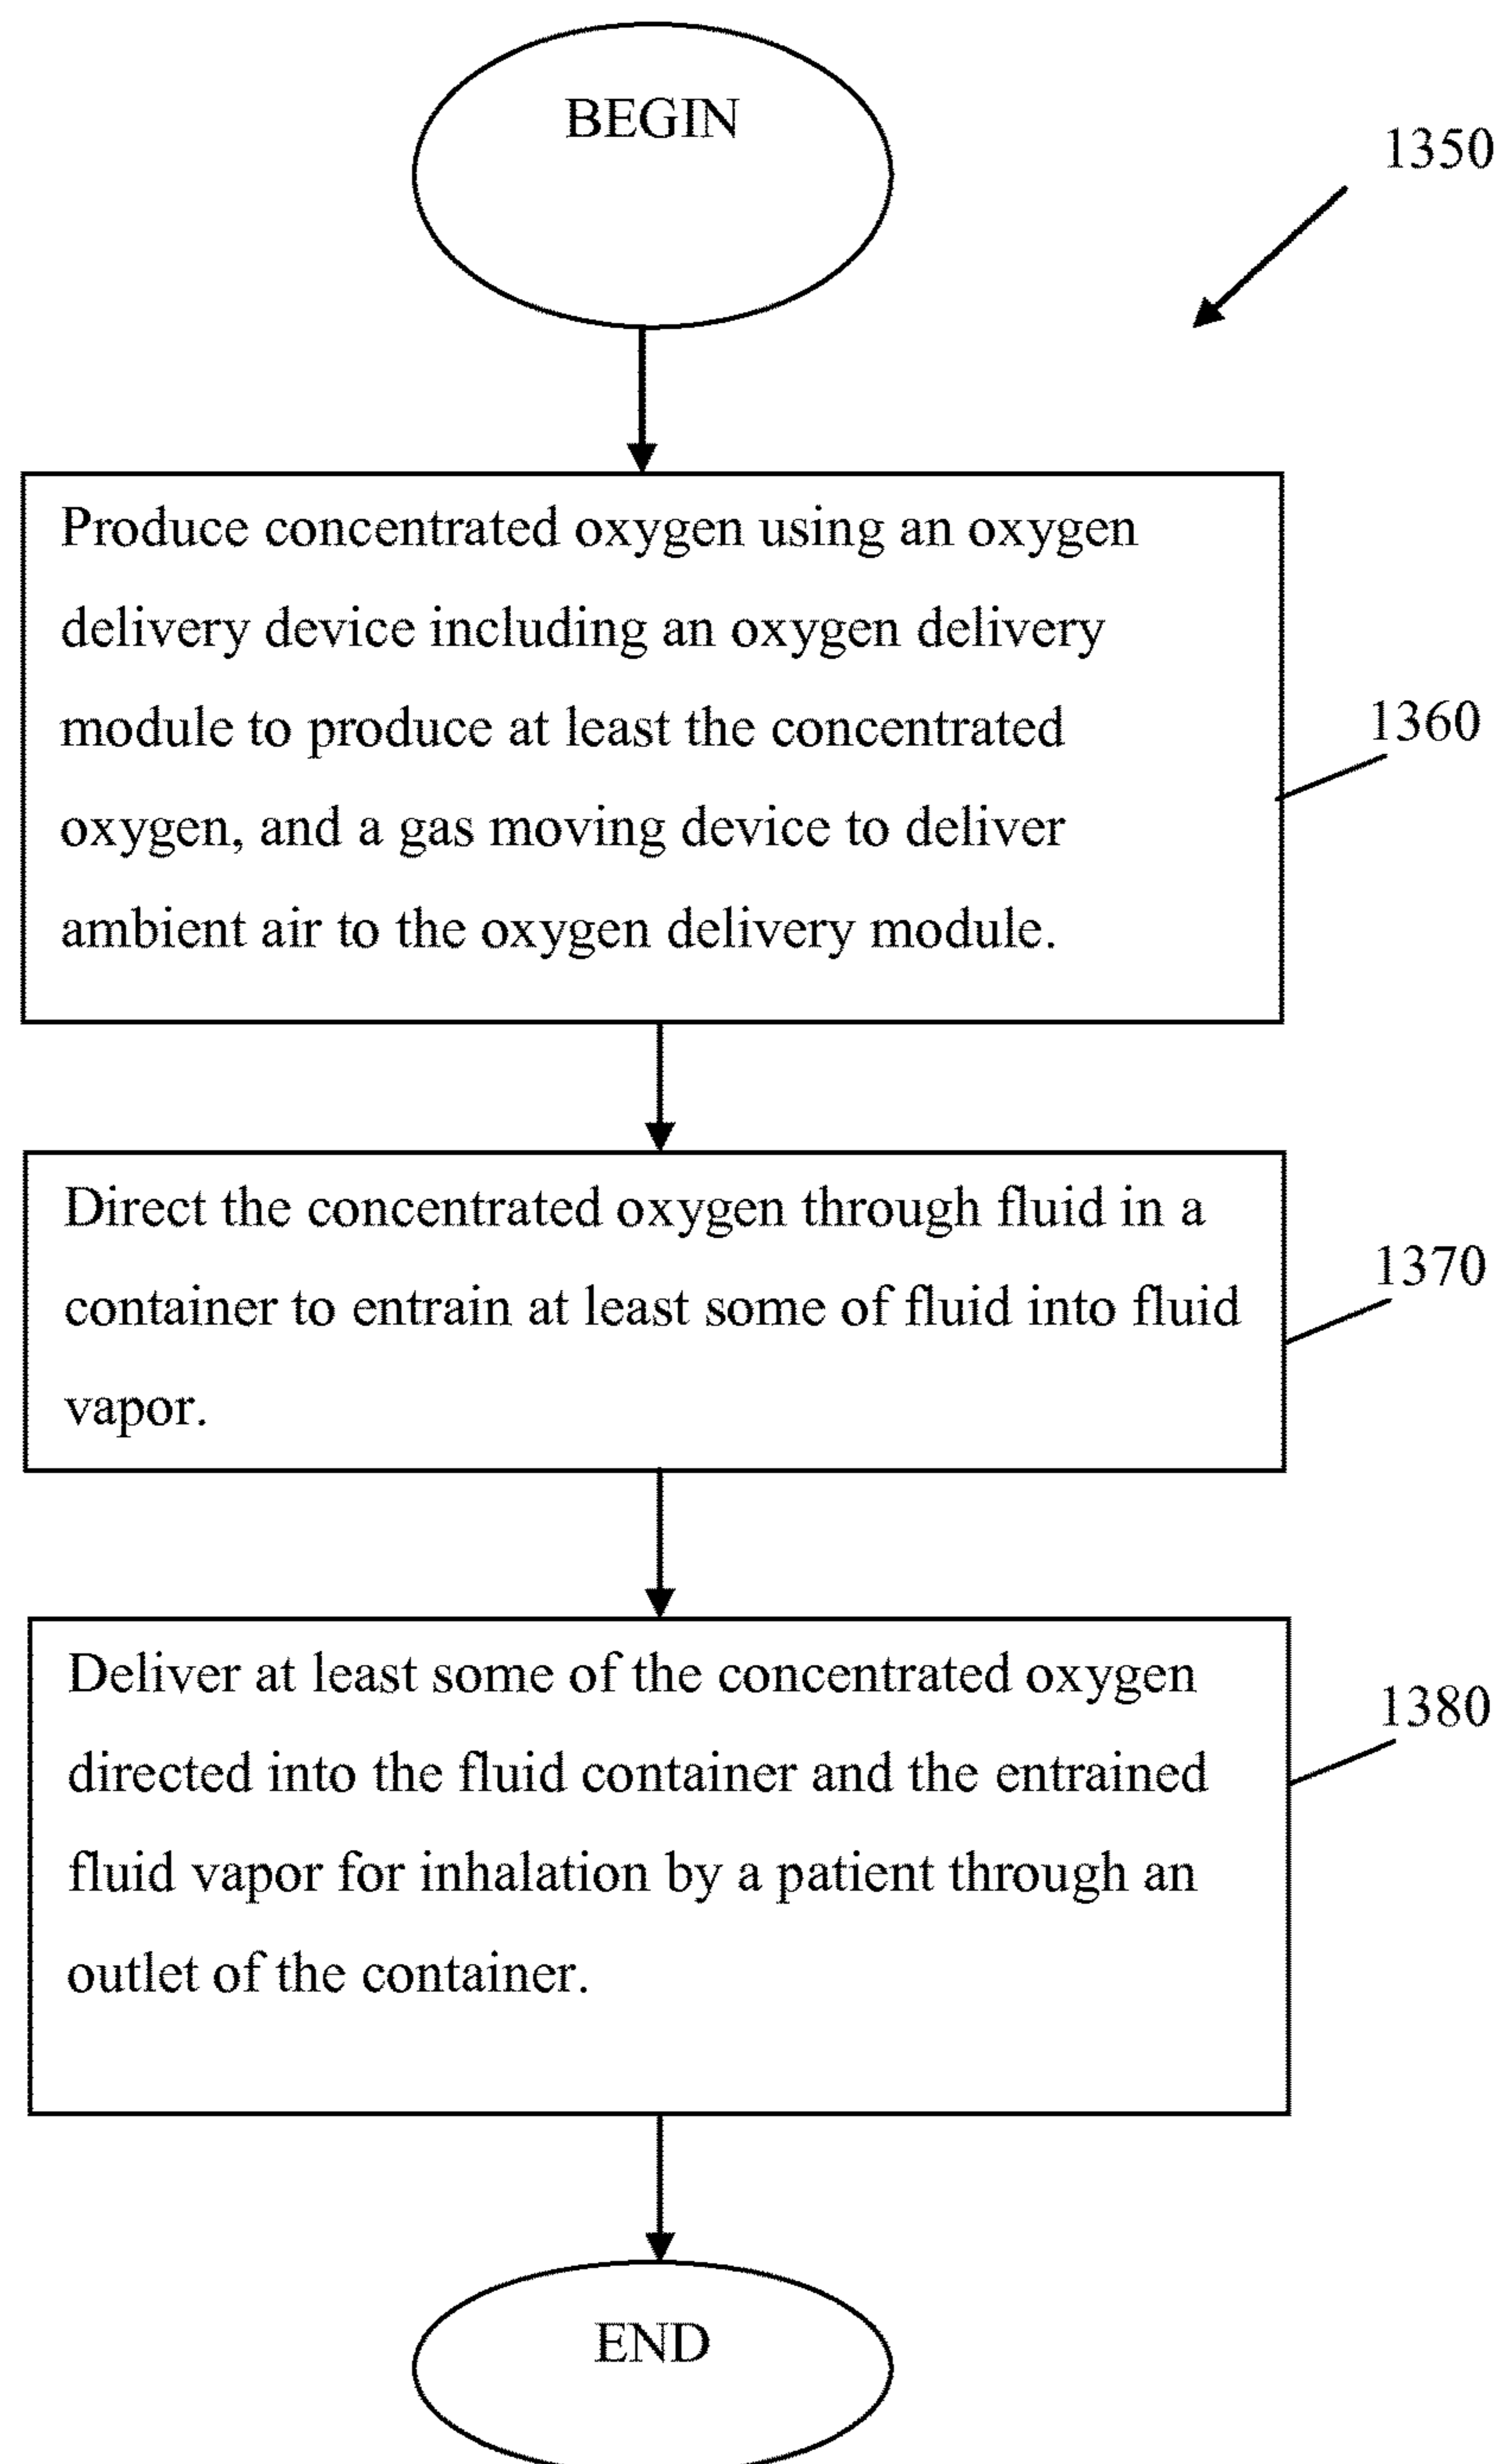 BEGIN
1350
Produce concentrated oxygen using an oxygen
delivery device including an oxygen delivery
module to produce at least the concentrated
oxygen, and a gas moving device to deliver
ambient air to the oxygen delivery module.
1360
Direct the concentrated oxygen through fluid in a
container to entrain at least some of fluid into fluid
vapor.
1370
Deliver at least some of the concentrated oxygen
directed into the fluid container and the entrained
fluid vapor for inhalation by a patient through an
outlet of the container.
1380
END